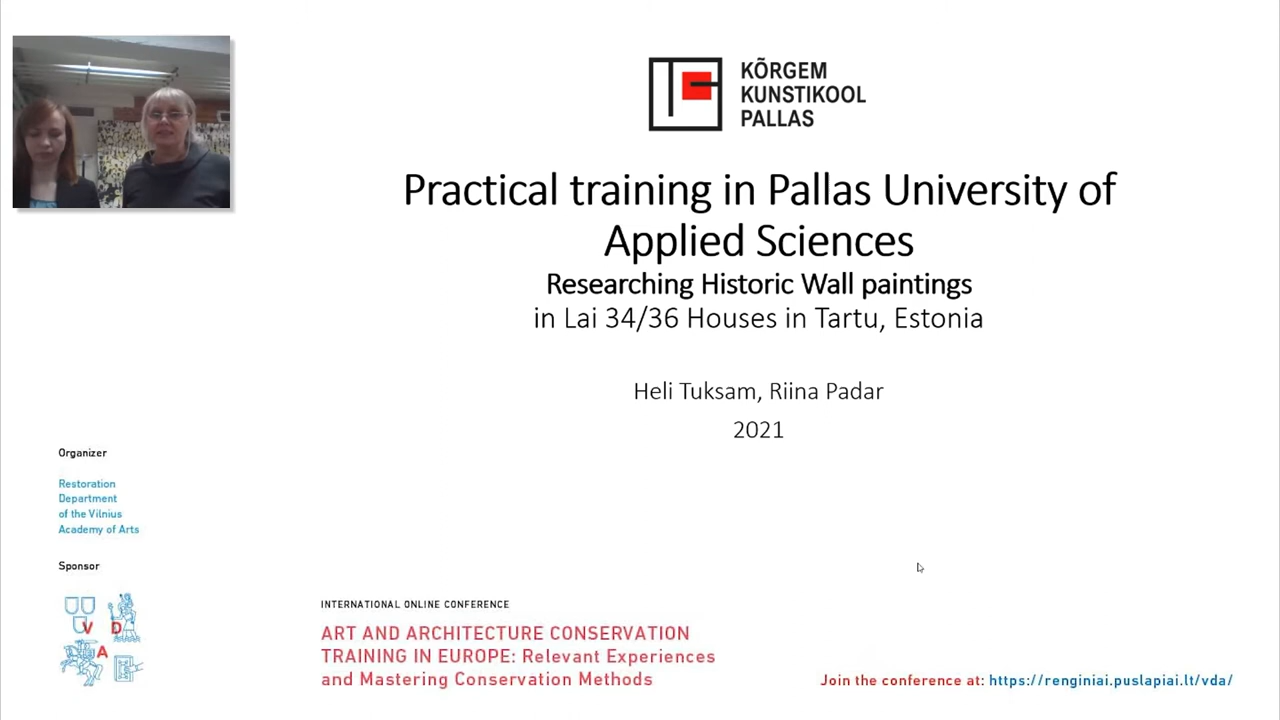 KÕRGEM
KUNSTIKOOL
PALLAS
Practical training in Pallas University of
Applied Sciences
Researching Historic Wall paintings
in Lai 34/36 Houses in Tartu, Estonia
Heli Tuksam, Riina Padar
2021
Organizer
Restoration
Department
of the Vilnius
Academy of Arts
Sponsor
V D
A
INTERNATIONAL ONLINE CONFERENCE
ART AND ARCHITECTURE CONSERVATION
TRAINING IN EUROPE: Relevant Experiences
and Mastering Conservation Methods
Join the conference at: https://renginiai.puslapiai.lt/vda/